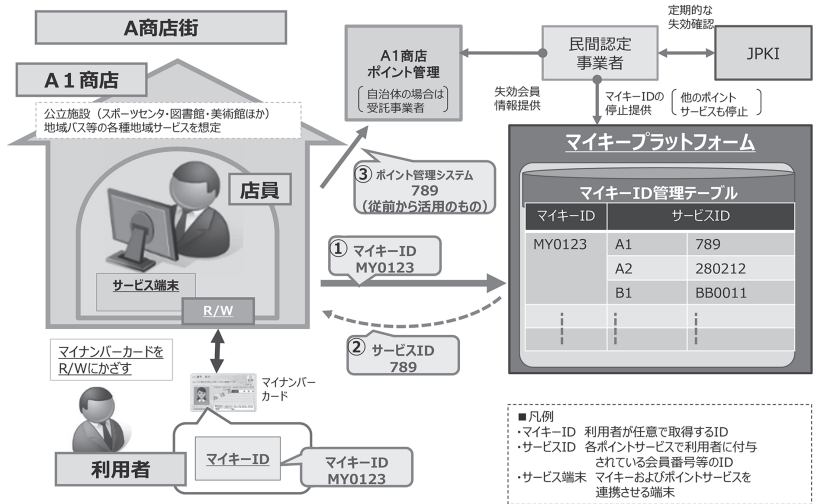 A商店街
A１商店
公立施設（スポーツセンタ・図書館・美術館ほか）
地域バス等の各種地域サービスを想定
店員
サービス端末
R/W
マイナンバーカードを
R/Wにかざす
マイナンバー
カード
利用者
マイキーID
マイキーID
MY0123
A１商店
ポイント管理
自治体の場合は
受託事業者
③ ポイント管理システム
789
（従前から活用のもの）
① マイキーID
MY0123
② サービスID
789
民間認定
事業者
定期的な
失効確認
JPKI
失効会員
情報提供
マイキーIDの
停止提供
他のポイント
サービスも停止
マイキープラットフォーム
マイキーID管理テーブル
マイキーID サービスID
MY0123 A1 789
A2 280212
B1 BB0011
■凡例
・マイキーID 利用者が任意で取得するID
・サービスID 各ポイントサービスで利用者に付与
されている会員番号等のID
・サービス端末 マイキーおよびポイントサービスを
連携させる端末